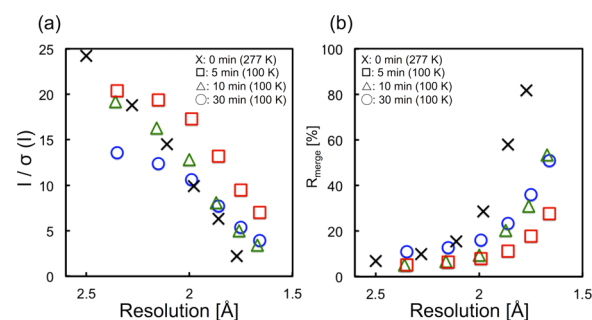 (a)
I / σ (I)
25
20
15
10
5
0
×: 0 min (277 K)
□: 5 min (100 K)
△: 10 min (100 K)
○: 30 min (100 K)
2.5
2
1.5
Resolution [Å]
(b)
Rmerge [%]
100
80
60
40
20
0
×: 0 min (277 K)
□: 5 min (100 K)
△: 10 min (100 K)
○: 30 min (100 K)
2.5
2
1.5
Resolution [Å]